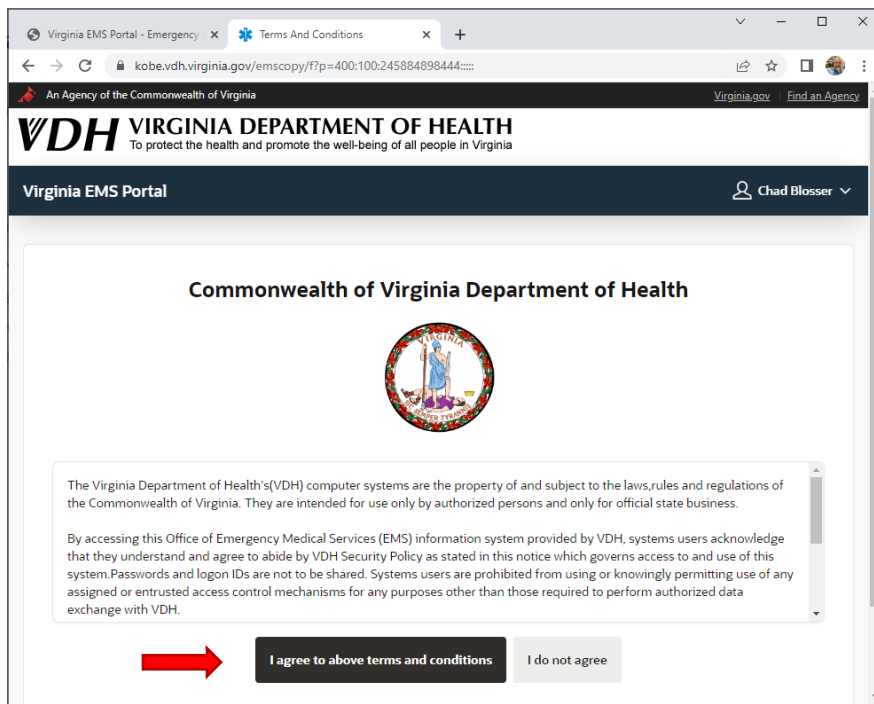 Virginia EMS Portal - Emergency
Terms And Conditions
kobe.vdh.virginia.gov/emscopy/f?p=400:100:245884898444:::::
An Agency of the Commonwealth of Virginia
Virginia.gov
Find an Agency
VDH VIRGINIA DEPARTMENT OF HEALTH
To protect the health and promote the well-being of all people in Virginia
Virginia EMS Portal
Chad Blosser
Commonwealth of Virginia Department of Health
VIRGINIA
SIC SEMPER TYRANNIS
The Virginia Department of Health's(VDH) computer systems are the property of and subject to the laws,rules and regulations of
the Commonwealth of Virginia. They are intended for use only by authorized persons and only for official state business.
By accessing this Office of Emergency Medical Services (EMS) information system provided by VDH, systems users acknowledge
that they understand and agree to abide by VDH Security Policy as stated in this notice which governs access to and use of this
system.Passwords and logon IDs are not to be shared. Systems users are prohibited from using or knowingly permitting use of any
assigned or entrusted access control mechanisms for any purposes other than those required to perform authorized data
exchange with VDH.
I agree to above terms and conditions
I do not agree